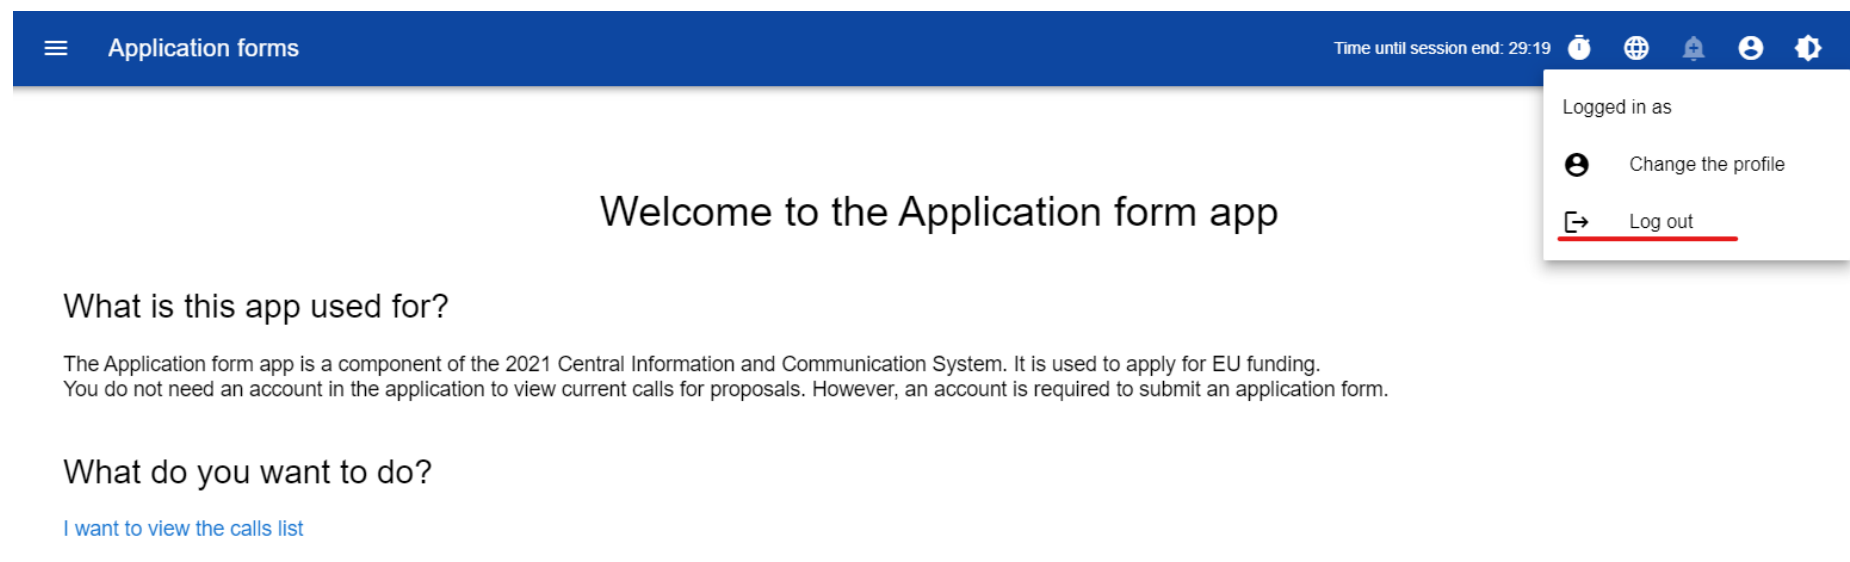 Application forms
Time until session end: 29:19
Logged in as
Change the profile
Log out
Welcome to the Application form app
What is this app used for?
The Application form app is a component of the 2021 Central Information and Communication System. It is used to apply for EU funding.
You do not need an account in the application to view current calls for proposals. However, an account is required to submit an application form.
What do you want to do?
I want to view the calls list